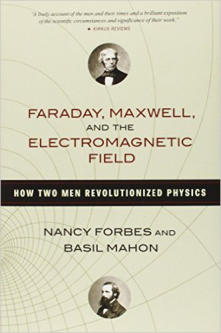 "A lively account of the men and their times and a brilliant exposition
of the scientific circumstances and significance of their work."
★ KIRKUS REVIEWS
FARADAY, MAXWELL,
AND THE
ELECTROMAGNETIC
FIELD
HOW TWO MEN REVOLUTIONIZED PHYSICS
NANCY FORBES AND
BASIL MAHON